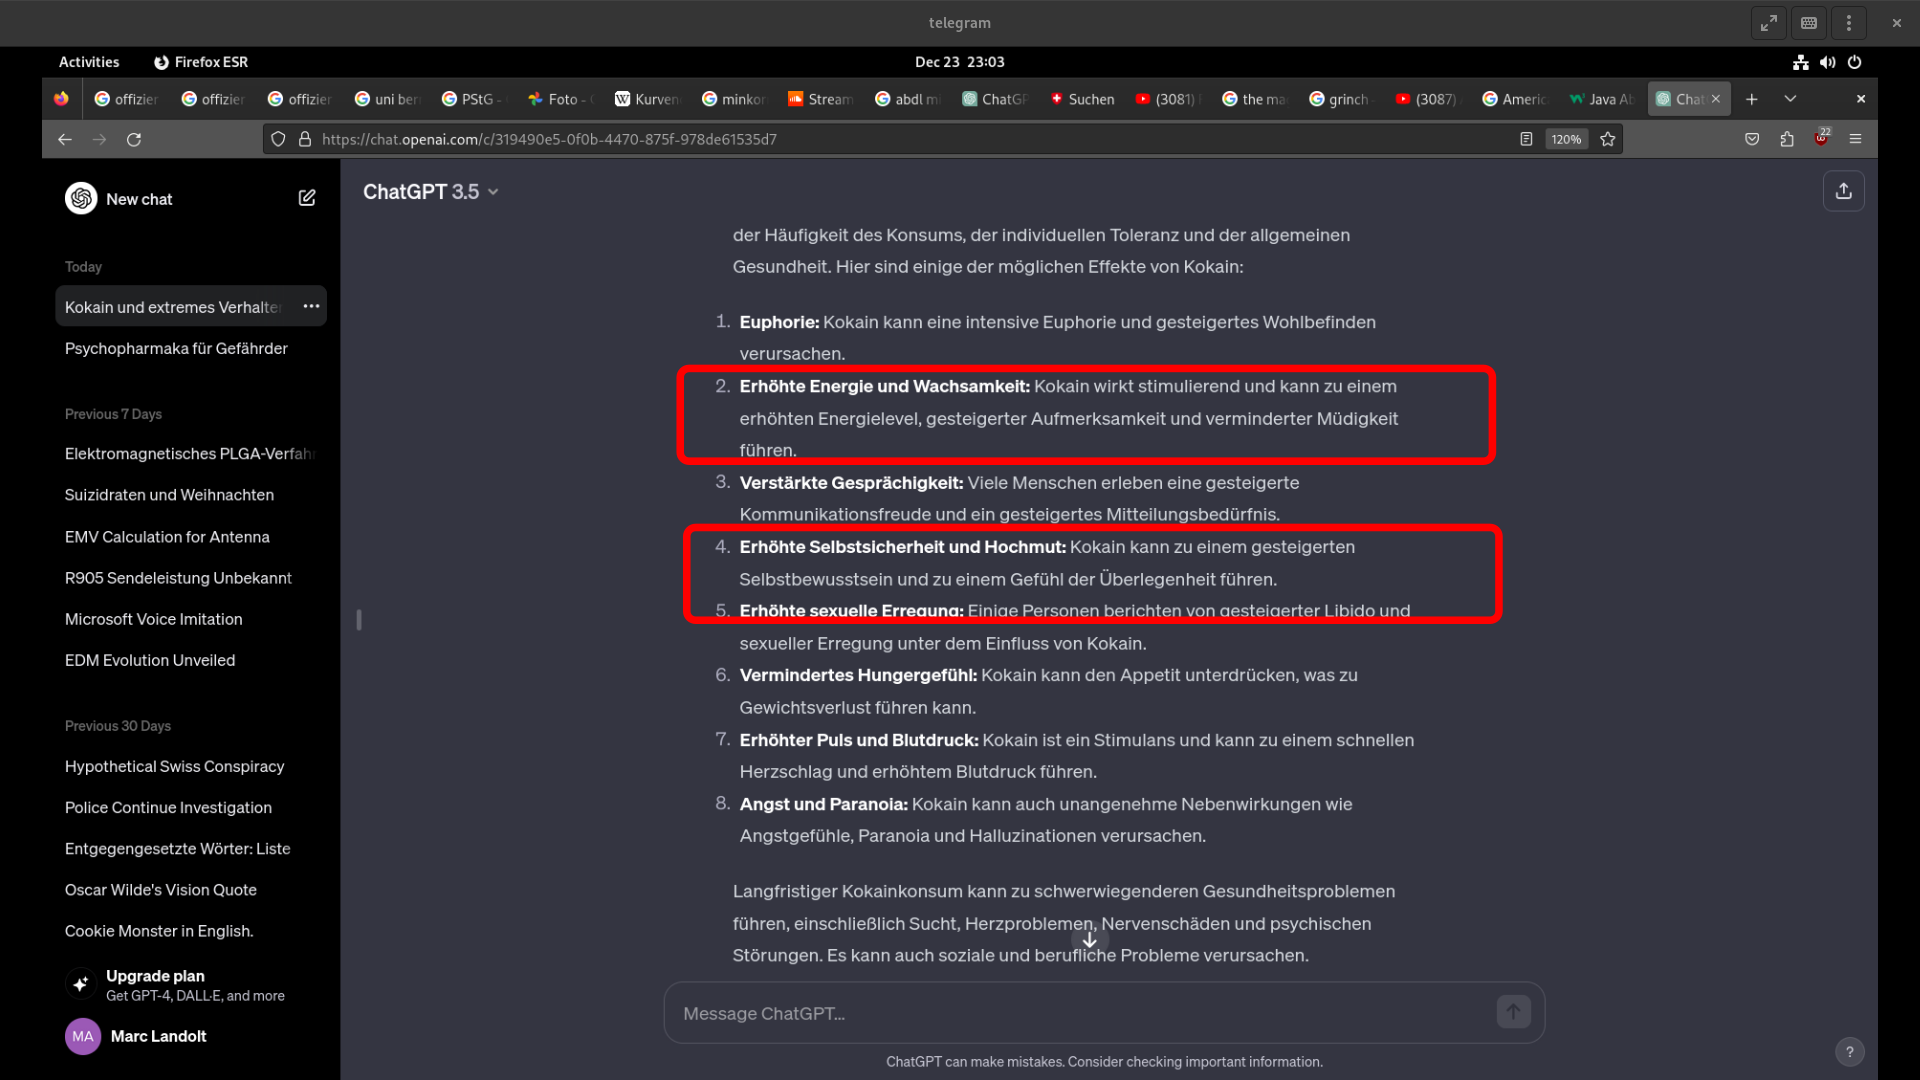 telegram
Activities
Firefox ESR
Dec 23 23:03
offizier
offizier
offizier
uni ber
PStG -
Foto -
Kurven
minkor
Stream
abdl mi
ChatGP
Suchen
(3081)
the ma
grinch
(3087)
Americ
Java Ab
Chat
https://chat.openai.com/c/319490e5-0f0b-4470-875f-978de61535d7
120%
22
New chat
Today
Kokain und extremes Verhalte
Psychopharmaka für Gefährder
Previous 7 Days
Elektromagnetisches PLGA-Verfah
Suizidraten und Weihnachten
EMV Calculation for Antenna
R905 Sendeleistung Unbekannt
Microsoft Voice Imitation
EDM Evolution Unveiled
Previous 30 Days
Hypothetical Swiss Conspiracy
Police Continue Investigation
Entgegengesetzte Wörter: Liste
Oscar Wilde's Vision Quote
Cookie Monster in English.
Upgrade plan
Get GPT-4, DALL·E, and more
MA
Marc Landolt
ChatGPT 3.5
der Häufigkeit des Konsums, der individuellen Toleranz und der allgemeinen
Gesundheit. Hier sind einige der möglichen Effekte von Kokain:
1. Euphorie: Kokain kann eine intensive Euphorie und gesteigertes Wohlbefinden
verursachen.
2. Erhöhte Energie und Wachsamkeit: Kokain wirkt stimulierend und kann zu einem
erhöhten Energielevel, gesteigerter Aufmerksamkeit und verminderter Müdigkeit
führen.
3. Verstärkte Gesprächigkeit: Viele Menschen erleben eine gesteigerte
Kommunikationsfreude und ein gesteigertes Mitteilungsbedürfnis.
4. Erhöhte Selbstsicherheit und Hochmut: Kokain kann zu einem gesteigerten
Selbstbewusstsein und zu einem Gefühl der Überlegenheit führen.
5. Erhöhte sexuelle Erregung: Einige Personen berichten von gesteigerter Libido und
sexueller Erregung unter dem Einfluss von Kokain.
6. Vermindertes Hungergefühl: Kokain kann den Appetit unterdrücken, was zu
Gewichtsverlust führen kann.
7. Erhöhter Puls und Blutdruck: Kokain ist ein Stimulans und kann zu einem schnellen
Herzschlag und erhöhtem Blutdruck führen.
8. Angst und Paranoia: Kokain kann auch unangenehme Nebenwirkungen wie
Angstgefühle, Paranoia und Halluzinationen verursachen.
Langfristiger Kokainkonsum kann zu schwerwiegenderen Gesundheitsproblemen
führen, einschließlich Sucht, Herzproblemen, Nervenschäden und psychischen
Störungen. Es kann auch soziale und berufliche Probleme verursachen.
Message ChatGPT...
ChatGPT can make mistakes. Consider checking important information.
?